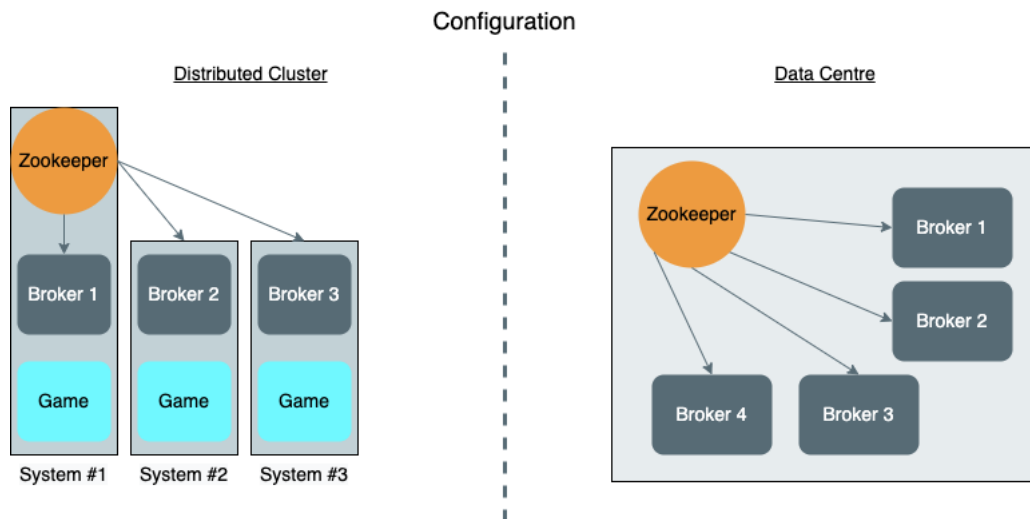 Configuration
Distributed Cluster
Zookeeper
Broker 1
Broker 2
Broker 3
Game
Game
Game
System #1
System #2
System #3
Data Centre
Zookeeper
Broker 1
Broker 2
Broker 4
Broker 3